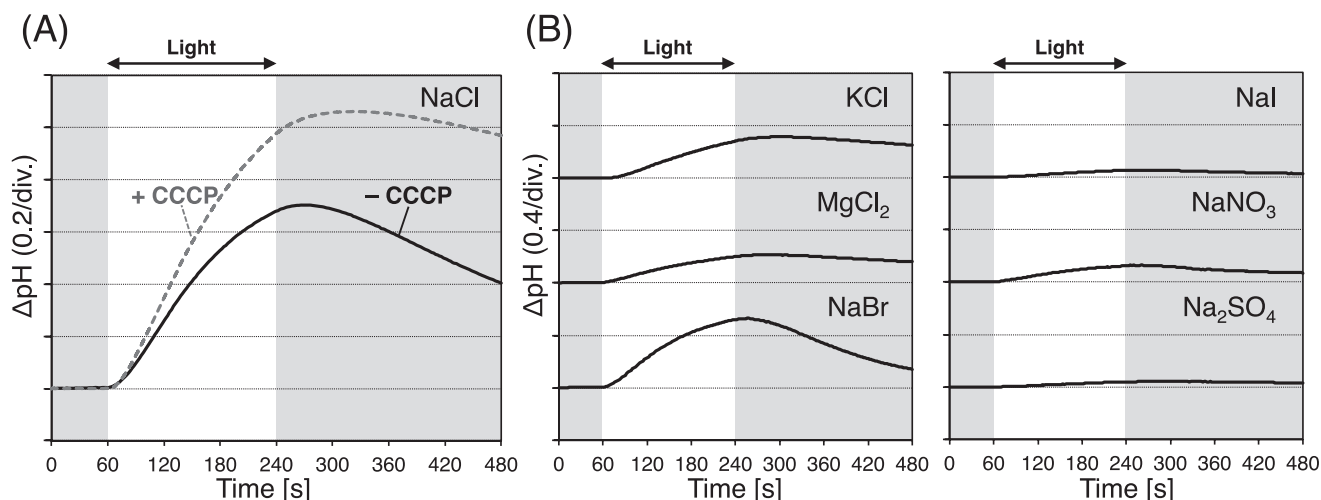 (A)
Light
NaCl
+ CCCP
– CCCP
ΔpH (0.2/div.)
0 60 120 180 240 300 360 420 480
Time [s]
(B)
Light
KCl
MgCl2
NaBr
ΔpH (0.4/div.)
0 60 120 180 240 300 360 420 480
Time [s]
Light
NaI
NaNO3
Na2SO4
0 60 120 180 240 300 360 420 480
Time [s]